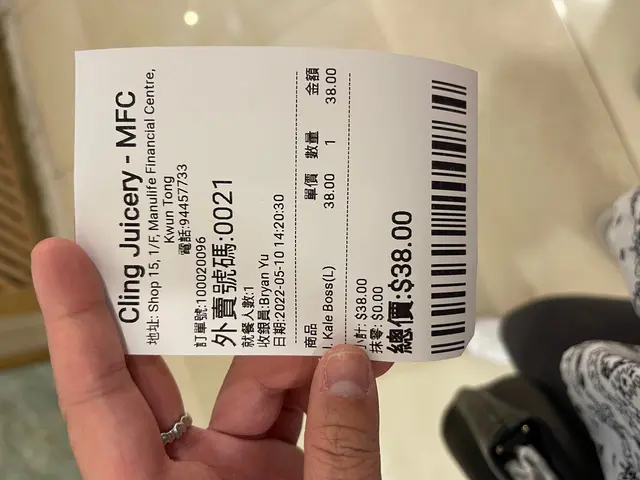 Cling Juicery - MFC
地址: Shop 15, 1/F, Manulife Financial Centre,
Kwun Tong
電話:94457733
訂單號:100020096
外賣號碼:0021
就餐人數:1
收銀員:Bryan Yu
日期:2022-05-10 14:20:30
商品 單價 數量 金額
Kale Boss(L) 38.00 1 38.00
小計: $38.00
抹零: $0.00
總價:$38.00